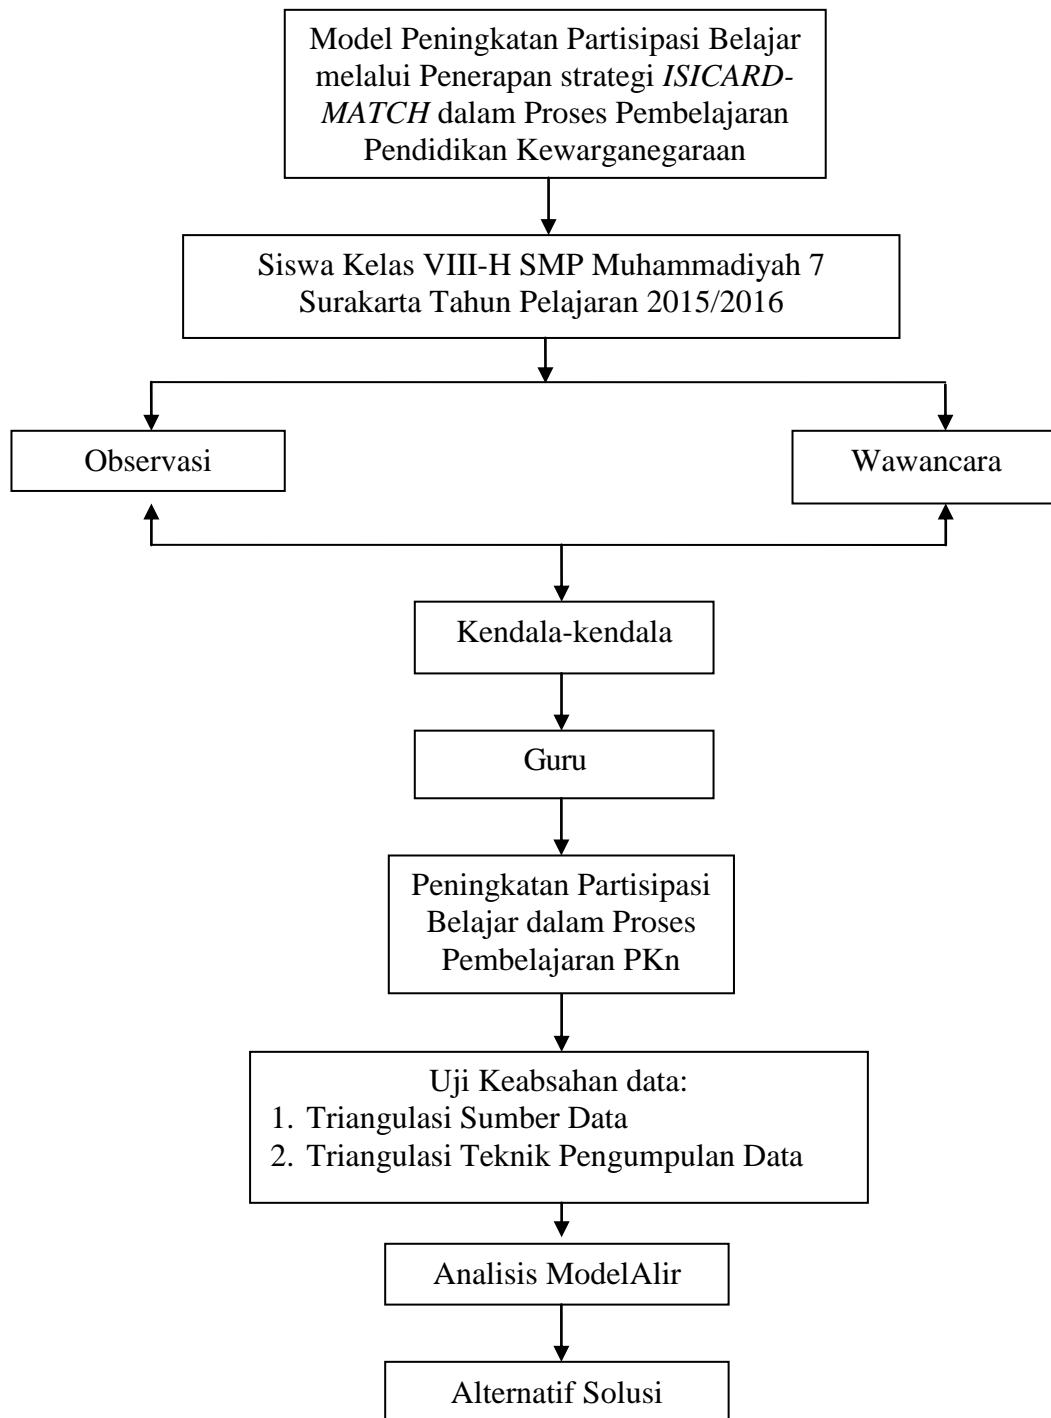 Model Peningkatan Partisipasi Belajar
melalui Penerapan strategi ISICARD-
MATCH dalam Proses Pembelajaran
Pendidikan Kewarganegaraan
Siswa Kelas VIII-H SMP Muhammadiyah 7
Surakarta Tahun Pelajaran 2015/2016
Observasi
Wawancara
Kendala-kendala
Guru
Peningkatan Partisipasi
Belajar dalam Proses
Pembelajaran PKn
Uji Keabsahan data:
1. Triangulasi Sumber Data
2. Triangulasi Teknik Pengumpulan Data
Analisis ModelAlir
Alternatif Solusi